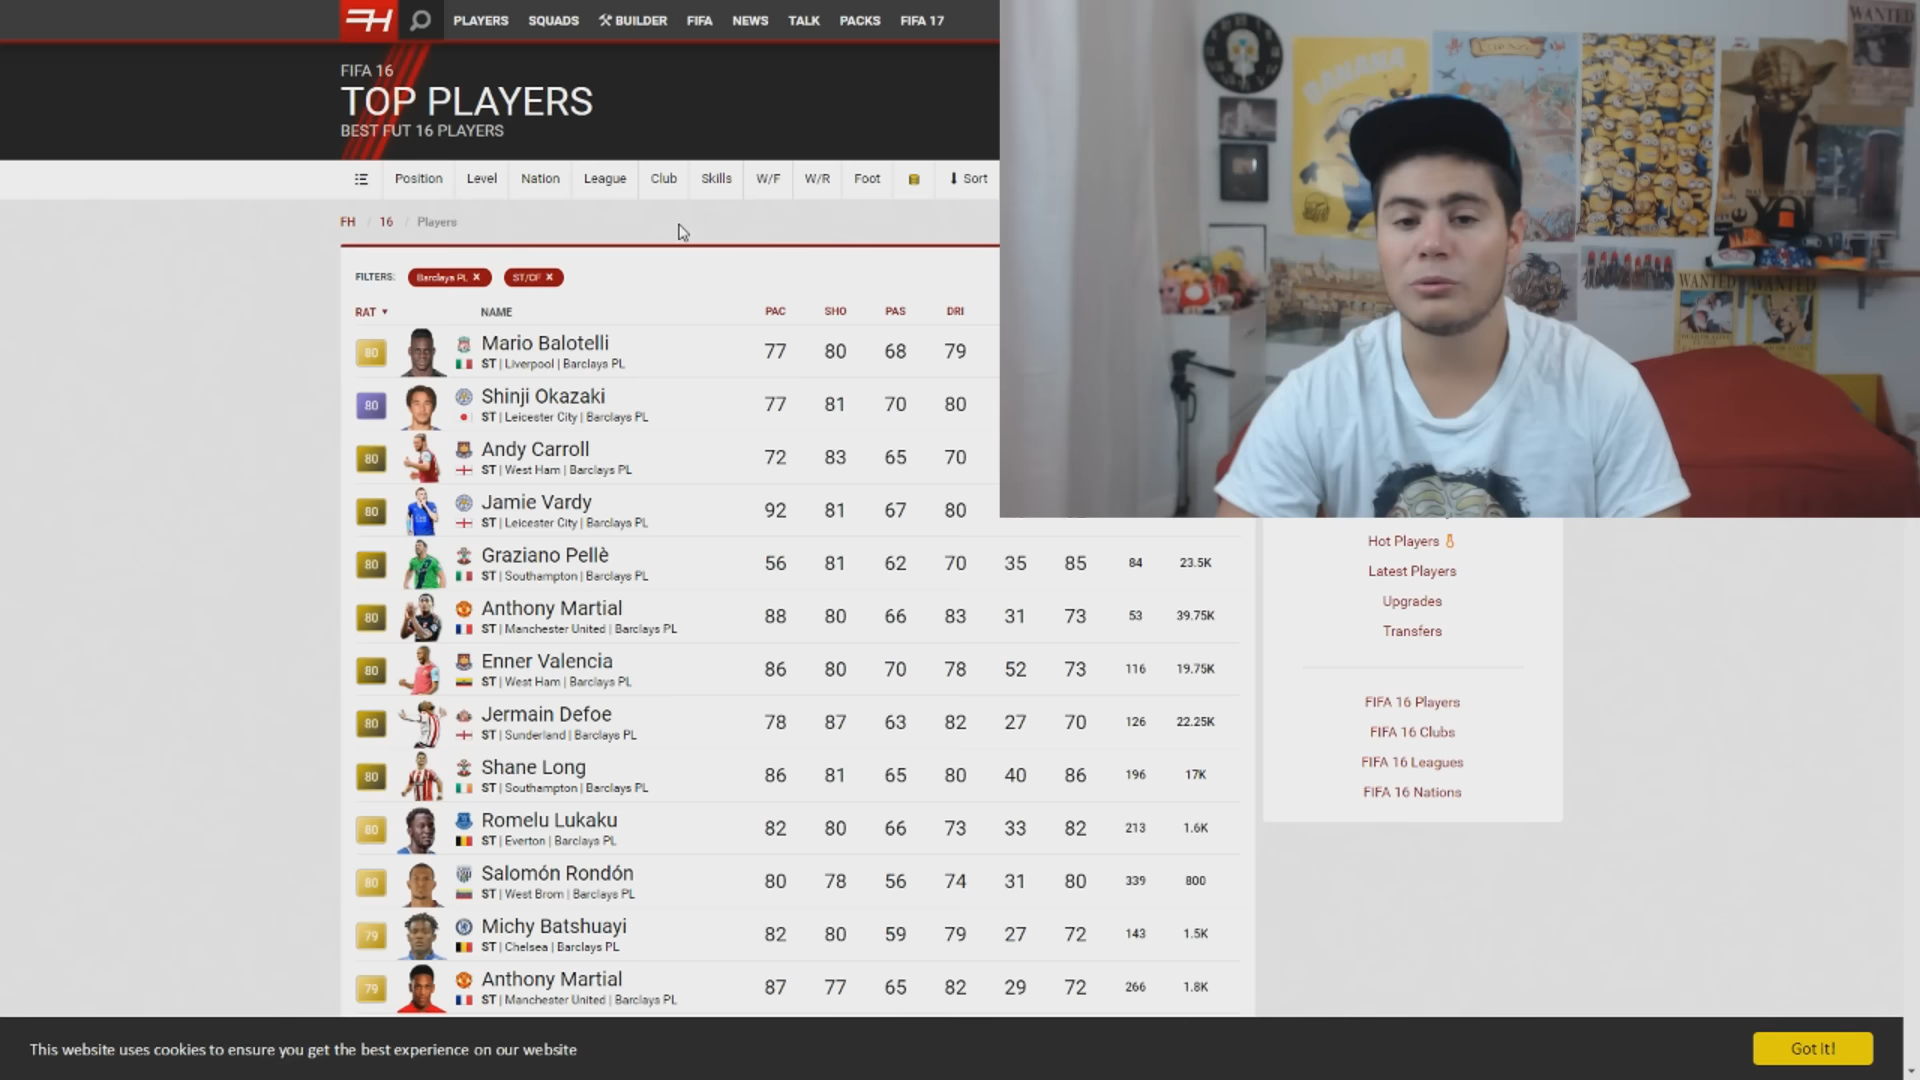 FH PLAYERS SQUADS BUILDER FIFA NEWS TALK PACKS FIFA 17
FIFA 16
TOP PLAYERS
BEST FUT 16 PLAYERS
Position Level Nation League Club Skills W/F W/R Foot Sort
FH / 16 / Players
FILTERS: Barclays PL × ST/CF ×
RAT NAME PAC SHO PAS DRI
80 Mario Balotelli 77 80 68 79
ST | Liverpool | Barclays PL
80 Shinji Okazaki 77 81 70 80
ST | Leicester City | Barclays PL
80 Andy Carroll 72 83 65 70
ST | West Ham | Barclays PL
80 Jamie Vardy 92 81 67 80
ST | Leicester City | Barclays PL
80 Graziano Pellè 56 81 62 70 35 85 84 23.5K
ST | Southampton | Barclays PL
80 Anthony Martial 88 80 66 83 31 73 53 39.75K
ST | Manchester United | Barclays PL
80 Enner Valencia 86 80 70 78 52 73 116 19.75K
ST | West Ham | Barclays PL
80 Jermain Defoe 78 87 63 82 27 70 126 22.25K
ST | Sunderland | Barclays PL
80 Shane Long 86 81 65 80 40 86 196 17K
ST | Southampton | Barclays PL
80 Romelu Lukaku 82 80 66 73 33 82 213 1.6K
ST | Everton | Barclays PL
80 Salomón Rondón 80 78 56 74 31 80 339 800
ST | West Brom | Barclays PL
79 Michy Batshuayi 82 80 59 79 27 72 143 1.5K
ST | Chelsea | Barclays PL
79 Anthony Martial 87 77 65 82 29 72 266 1.8K
ST | Manchester United | Barclays PL
Hot Players
Latest Players
Upgrades
Transfers
FIFA 16 Players
FIFA 16 Clubs
FIFA 16 Leagues
FIFA 16 Nations
BANANA
WANTED
WANTED
WANTED
This website uses cookies to ensure you get the best experience on our website
Got it!